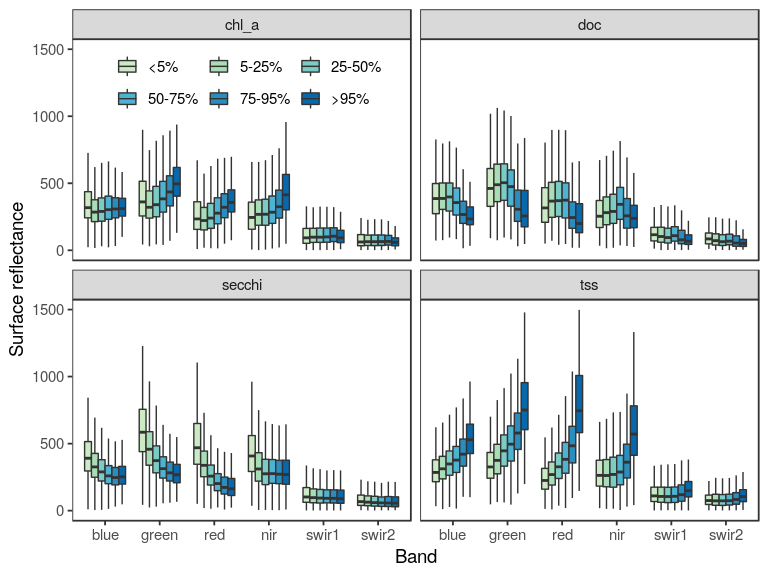 chl_a
doc
1500
1000
500
0
<5%
5-25%
25-50%
50-75%
75-95%
>95%
Surface reflectance
secchi
tss
1500
1000
500
0
blue green red nir swir1 swir2
blue green red nir swir1 swir2
Band